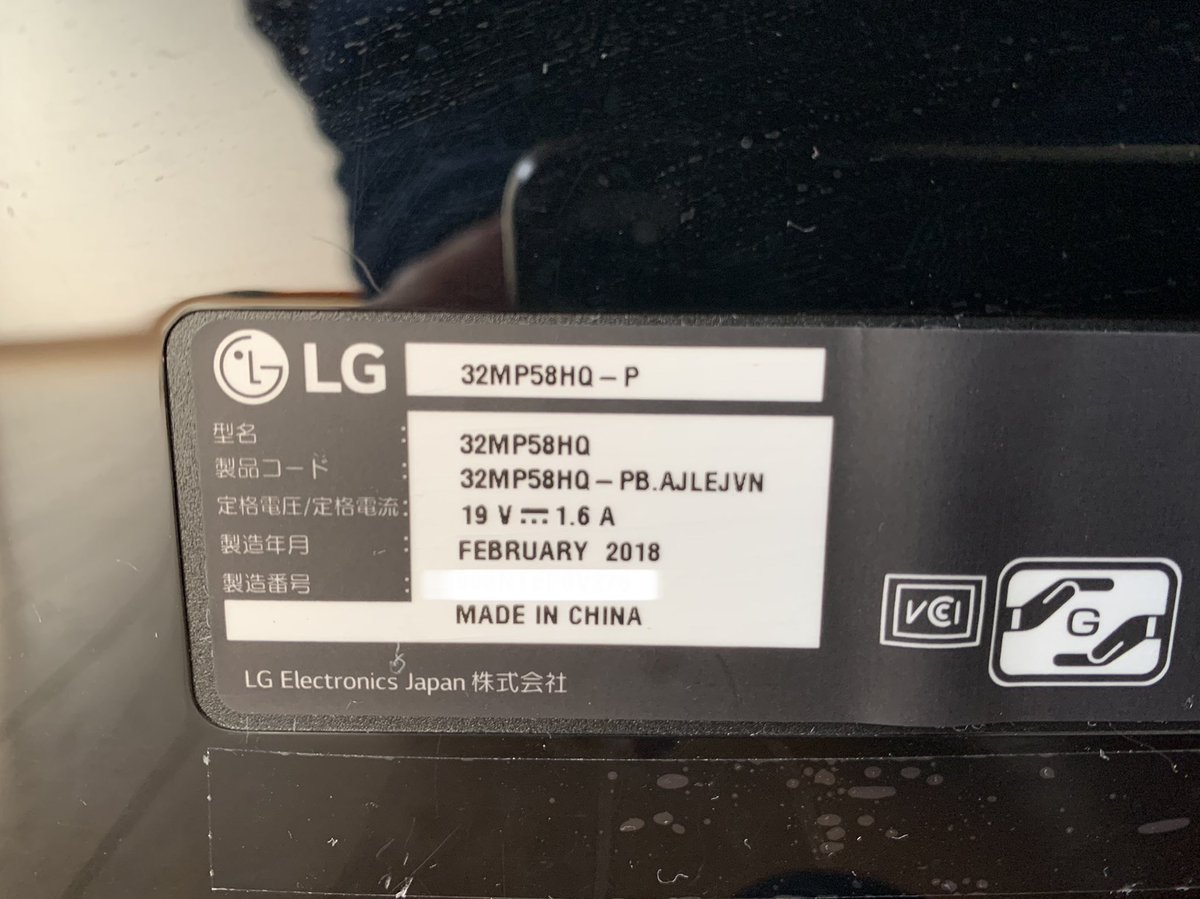 LG 32MP58HQ-P
型名 : 32MP58HQ
製品コード : 32MP58HQ-PB.AJLEJVN
定格電圧/定格電流: 19 V⎓1.6 A
製造年月 : FEBRUARY 2018
製造番号 :
MADE IN CHINA
VCCI
G
LG Electronics Japan 株式会社